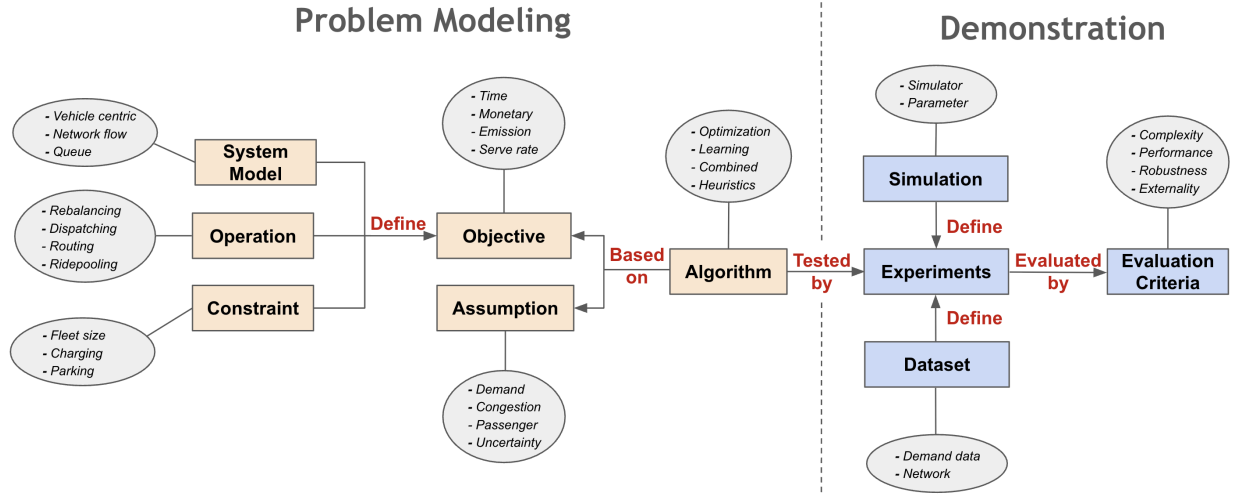 Problem Modeling
Demonstration
- Vehicle centric
- Network flow
- Queue
System
Model
- Rebalancing
- Dispatching
- Routing
- Ridepooling
Operation
- Fleet size
- Charging
- Parking
Constraint
Define
- Time
- Monetary
- Emission
- Serve rate
Objective
Assumption
- Demand
- Congestion
- Passenger
- Uncertainty
Based
on
- Optimization
- Learning
- Combined
- Heuristics
Algorithm
Tested
by
- Simulator
- Parameter
Simulation
Define
Experiments
Define
Dataset
- Demand data
- Network
Evaluated
by
- Complexity
- Performance
- Robustness
- Externality
Evaluation
Criteria